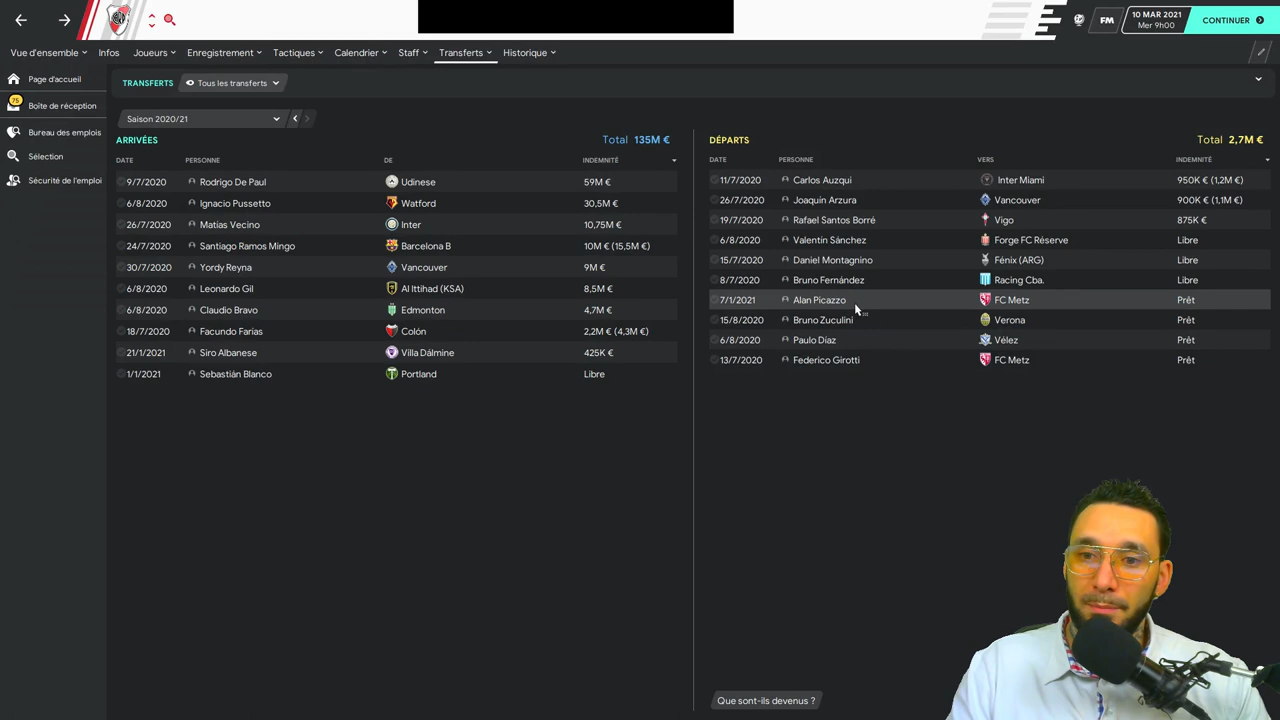 FM
10 MAR 2021
Mer 9h00
CONTINUER
Vue d'ensemble
Infos
Joueurs
Enregistrement
Tactiques
Calendrier
Staff
Transferts
Historique
Page d'accueil
75
Boîte de réception
Bureau des emplois
Sélection
Sécurité de l'emploi
TRANSFERTS
Tous les transferts
Saison 2020/21
ARRIVÉES
Total 135M €
DATE PERSONNE DE INDEMNITÉ
9/7/2020 Rodrigo De Paul Udinese 59M €
6/8/2020 Ignacio Pussetto Watford 30,5M €
26/7/2020 Matías Vecino Inter 10,75M €
24/7/2020 Santiago Ramos Mingo Barcelona B 10M € (15,5M €)
30/7/2020 Yordy Reyna Vancouver 9M €
6/8/2020 Leonardo Gil Al Ittihad (KSA) 8,5M €
6/8/2020 Claudio Bravo Edmonton 4,7M €
18/7/2020 Facundo Farías Colón 2,2M € (4,3M €)
21/1/2021 Siro Albanese Villa Dálmine 425K €
1/1/2021 Sebastián Blanco Portland Libre
DÉPARTS
Total 2,7M €
DATE PERSONNE VERS INDEMNITÉ
11/7/2020 Carlos Auzqui Inter Miami 950K € (1,2M €)
26/7/2020 Joaquín Arzura Vancouver 900K € (1,1M €)
19/7/2020 Rafael Santos Borré Vigo 875K €
6/8/2020 Valentín Sánchez Forge FC Réserve Libre
15/7/2020 Daniel Montagnino Fénix (ARG) Libre
8/7/2020 Bruno Fernández Racing Cba. Libre
7/1/2021 Alan Picazzo FC Metz Prêt
15/8/2020 Bruno Zuculini Verona Prêt
6/8/2020 Paulo Díaz Vélez Prêt
13/7/2020 Federico Girotti FC Metz Prêt
Que sont-ils devenus ?